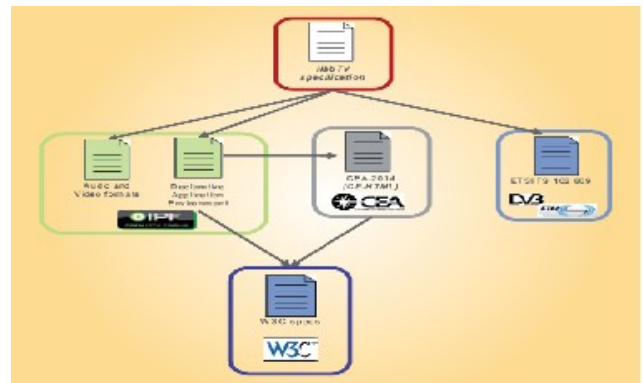 HbbTV
specification
Audio and
Video formats
Declarative
Application
Environment
CEA-2014
(CE-HTML)
ETSI TS 102 809
IPF
CEA
DVB
W3C specs
W3C